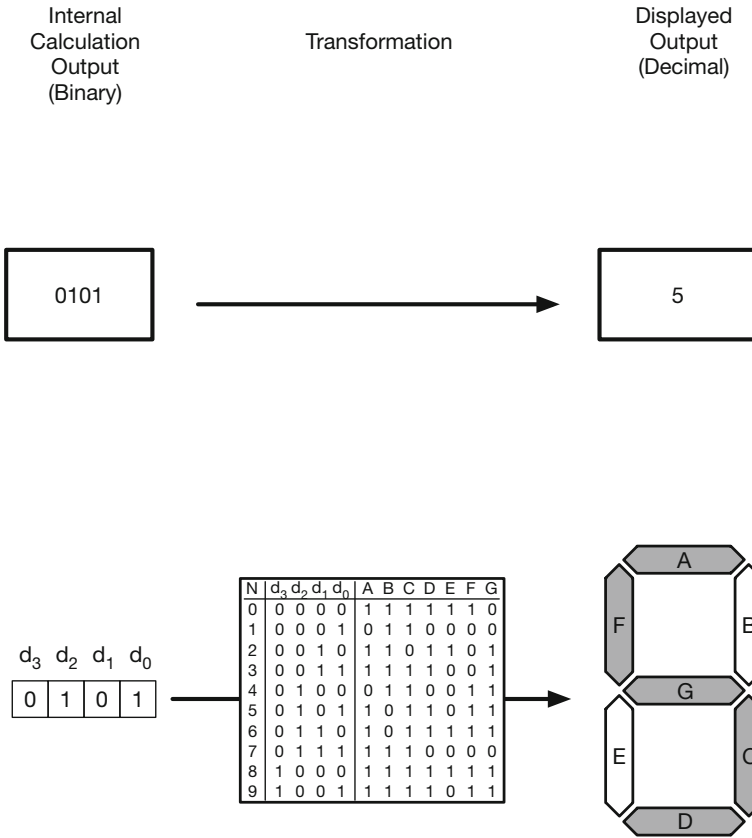 Internal
Calculation
Output
(Binary)
Transformation
Displayed
Output
(Decimal)
0101
5
d3 d2 d1 d0
0 1 0 1
N d3 d2 d1 d0 A B C D E F G
0 0 0 0 0 1 1 1 1 1 1 0
1 0 0 0 1 0 1 1 0 0 0 0
2 0 0 1 0 1 1 0 1 1 0 1
3 0 0 1 1 1 1 1 1 0 0 1
4 0 1 0 0 0 1 1 0 0 1 1
5 0 1 0 1 1 0 1 1 0 1 1
6 0 1 1 0 1 0 1 1 1 1 1
7 0 1 1 1 1 1 1 0 0 0 0
8 1 0 0 0 1 1 1 1 1 1 1
9 1 0 0 1 1 1 1 1 0 1 1
A
F B
G
E C
D